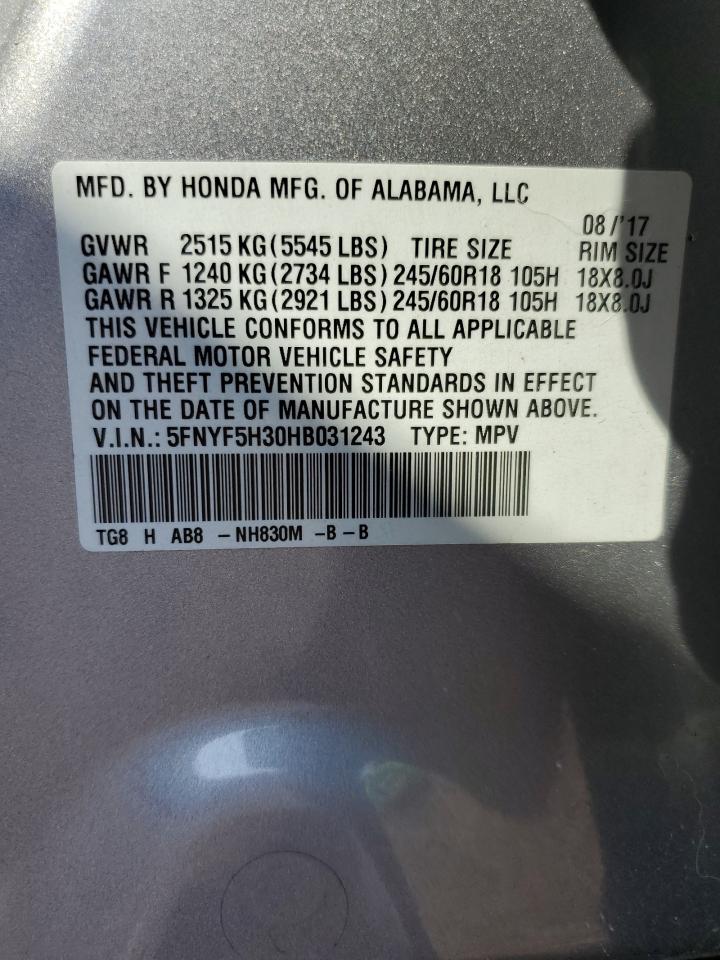 MFD. BY HONDA MFG. OF ALABAMA, LLC
08/'17
GVWR 2515 KG (5545 LBS) TIRE SIZE RIM SIZE
GAWR F 1240 KG (2734 LBS) 245/60R18 105H 18X8.0J
GAWR R 1325 KG (2921 LBS) 245/60R18 105H 18X8.0J
THIS VEHICLE CONFORMS TO ALL APPLICABLE
FEDERAL MOTOR VEHICLE SAFETY
AND THEFT PREVENTION STANDARDS IN EFFECT
ON THE DATE OF MANUFACTURE SHOWN ABOVE.
V.I.N.: 5FNYF5H30HB031243 TYPE: MPV
TG8 H AB8 -NH830M -B-B